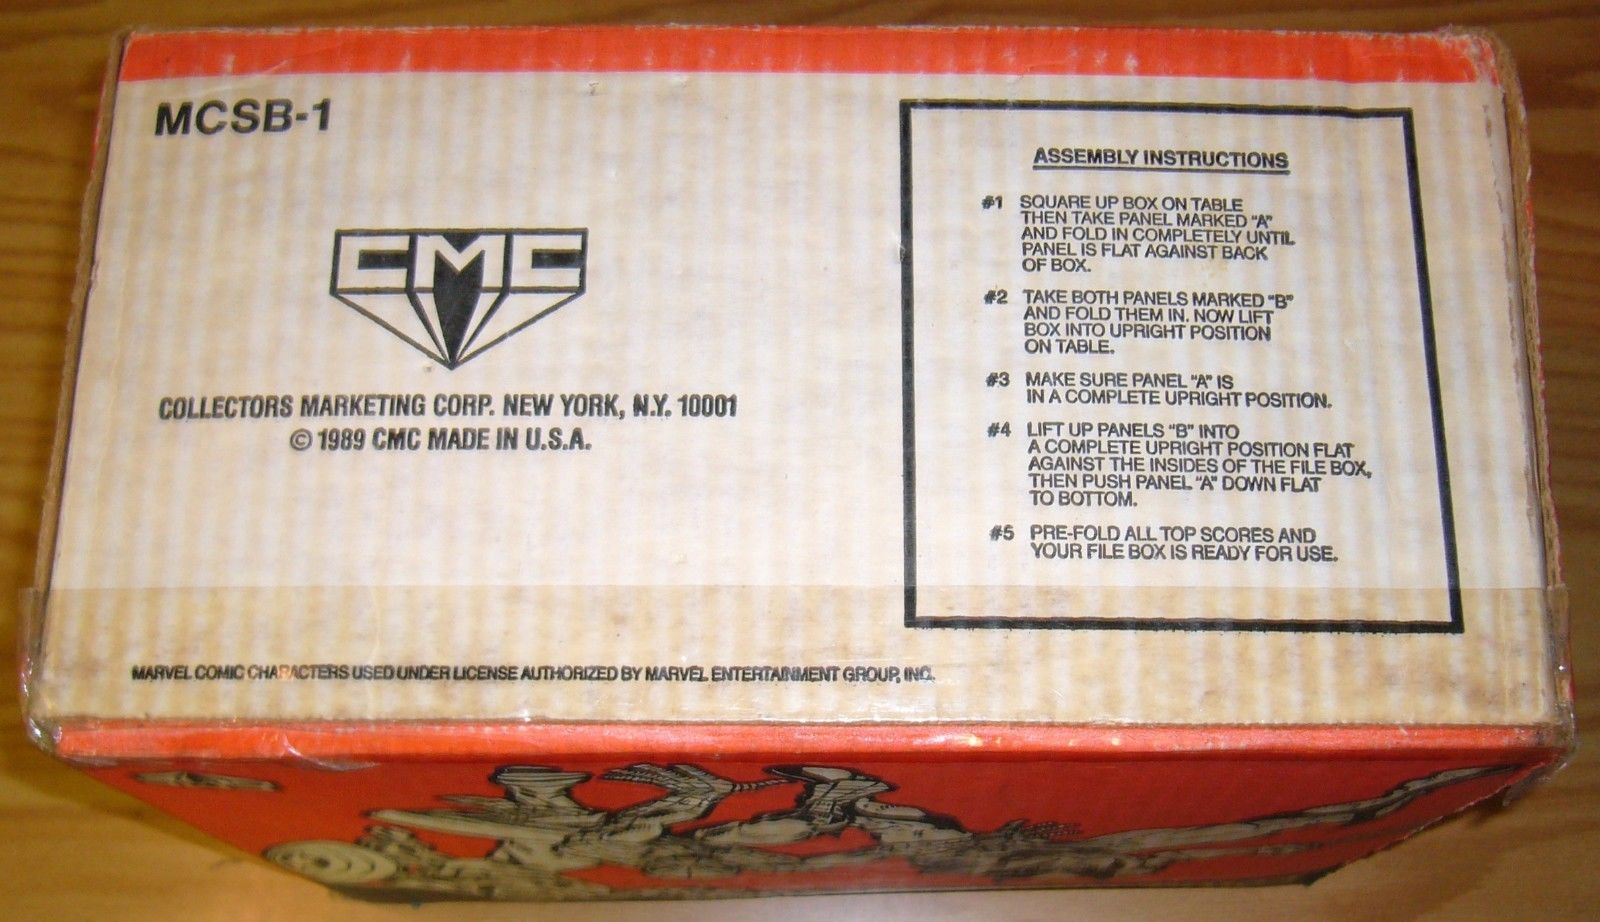 MCSB-1
CMC
COLLECTORS MARKETING CORP. NEW YORK, N.Y. 10001
© 1989 CMC MADE IN U.S.A.
ASSEMBLY INSTRUCTIONS
#1 SQUARE UP BOX ON TABLE
THEN TAKE PANEL MARKED "A"
AND FOLD IN COMPLETELY UNTIL
PANEL IS FLAT AGAINST BACK
OF BOX.
#2 TAKE BOTH PANELS MARKED "B"
AND FOLD THEM IN. NOW LIFT
BOX INTO UPRIGHT POSITION
ON TABLE.
#3 MAKE SURE PANEL "A" IS
IN A COMPLETE UPRIGHT POSITION.
#4 LIFT UP PANELS "B" INTO
A COMPLETE UPRIGHT POSITION FLAT
AGAINST THE INSIDES OF THE FILE BOX,
THEN PUSH PANEL "A" DOWN FLAT
TO BOTTOM.
#5 PRE-FOLD ALL TOP SCORES AND
YOUR FILE BOX IS READY FOR USE.
MARVEL COMIC CHARACTERS USED UNDER LICENSE AUTHORIZED BY MARVEL ENTERTAINMENT GROUP, INC.